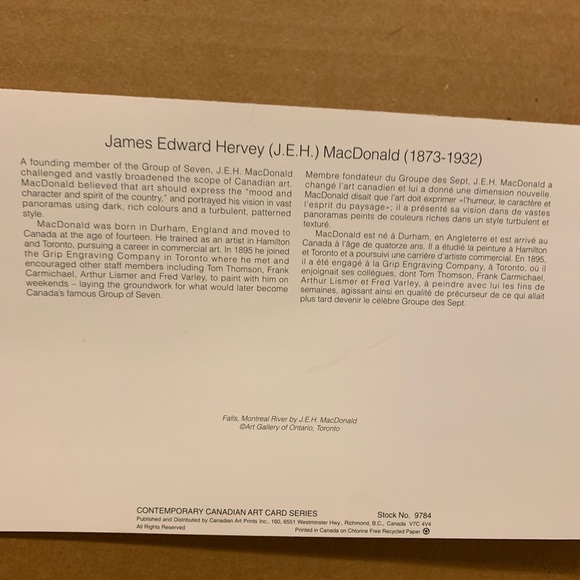 James Edward Hervey (J.E.H.) MacDonald (1873-1932)
A founding member of the Group of Seven, J.E.H. MacDonald
challenged and vastly broadened the scope of Canadian art.
MacDonald believed that art should express the "mood and
character and spirit of the country," and portrayed his vision in vast
panoramas using dark, rich colours and a turbulent, patterned
style.
MacDonald was born in Durham, England and moved to
Canada at the age of fourteen. He trained as an artist in Hamilton
and Toronto, pursuing a career in commercial art. In 1895 he joined
the Grip Engraving Company in Toronto where he met and
encouraged other staff members including Tom Thomson, Frank
Carmichael, Arthur Lismer and Fred Varley, to paint with him on
weekends – laying the groundwork for what would later become
Canada's famous Group of Seven.
Membre fondateur du Groupe des Sept, J.E.H. MacDonald a
changé l'art canadien et lui a donné une dimension nouvelle.
MacDonald disait que l'art doit exprimer «l'humeur, le caractère et
l'esprit du paysage»; il a présenté sa vision dans de vastes
panoramas peints de couleurs riches dans un style turbulent et
texturé.
MacDonald est né à Durham, en Angleterre et est arrivé au
Canada à l'âge de quatorze ans. Il a étudié la peinture à Hamilton
et Toronto et a poursuivi une carrière d'artiste commercial. En 1895,
il a été engagé à la Grip Engraving Company, à Toronto, où il
enjoignait ses collègues, dont Tom Thomson, Frank Carmichael,
Arthur Lismer et Fred Varley, à peindre avec lui les fins de
semaines, agissant ainsi en qualité de précurseur de ce qui allait
plus tard devenir le célèbre Groupe des Sept.
Falls, Montreal River by J.E.H. MacDonald
©Art Gallery of Ontario, Toronto
CONTEMPORARY CANADIAN ART CARD SERIES Stock No. 9784
Published and Distributed by Canadian Art Prints Inc., 160, 6551 Westminster Hwy., Richmond, B.C., Canada V7C 4V4
All Rights Reserved Printed in Canada on Chlorine Free Recycled Paper